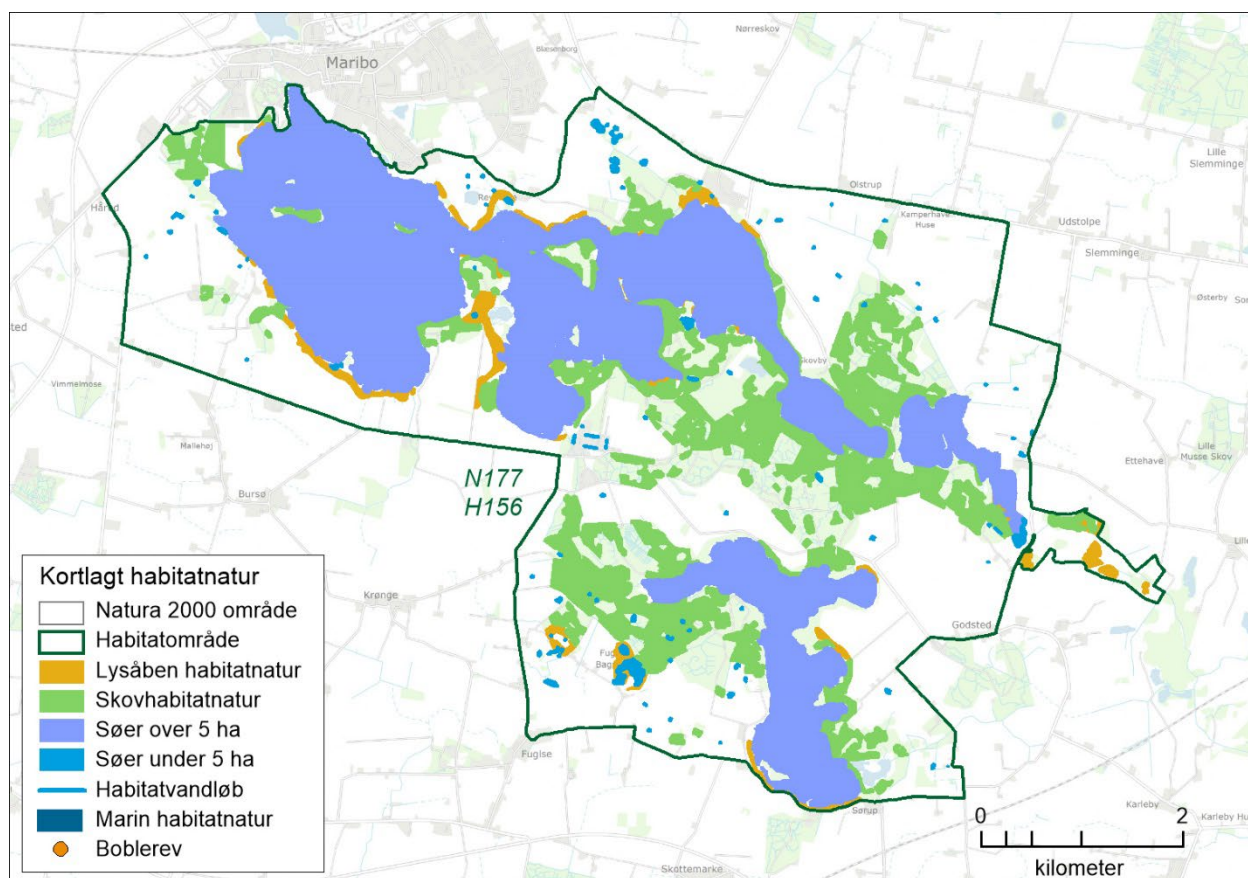 Nørreskov
Blæsenborg
Maribo
Lille
Slemminge
Olstrup
Håred
Kamperhave
Huse
Udstolpe
Slemminge
Østerby
Skovby
Vimmelmose
Mallehøj
Lille
Musse Skov
Ettehave
Bursø
N177
H156
Kortlagt habitatnatur
Natura 2000 område
Habitatområde
Lysåben habitatnatur
Skovhabitatnatur
Søer over 5 ha
Søer under 5 ha
Habitatvandløb
Marin habitatnatur
Boblerev
Krønge
Godsted
Fuglse
Sørup
Karleby
Skottemarke
0 2
kilometer